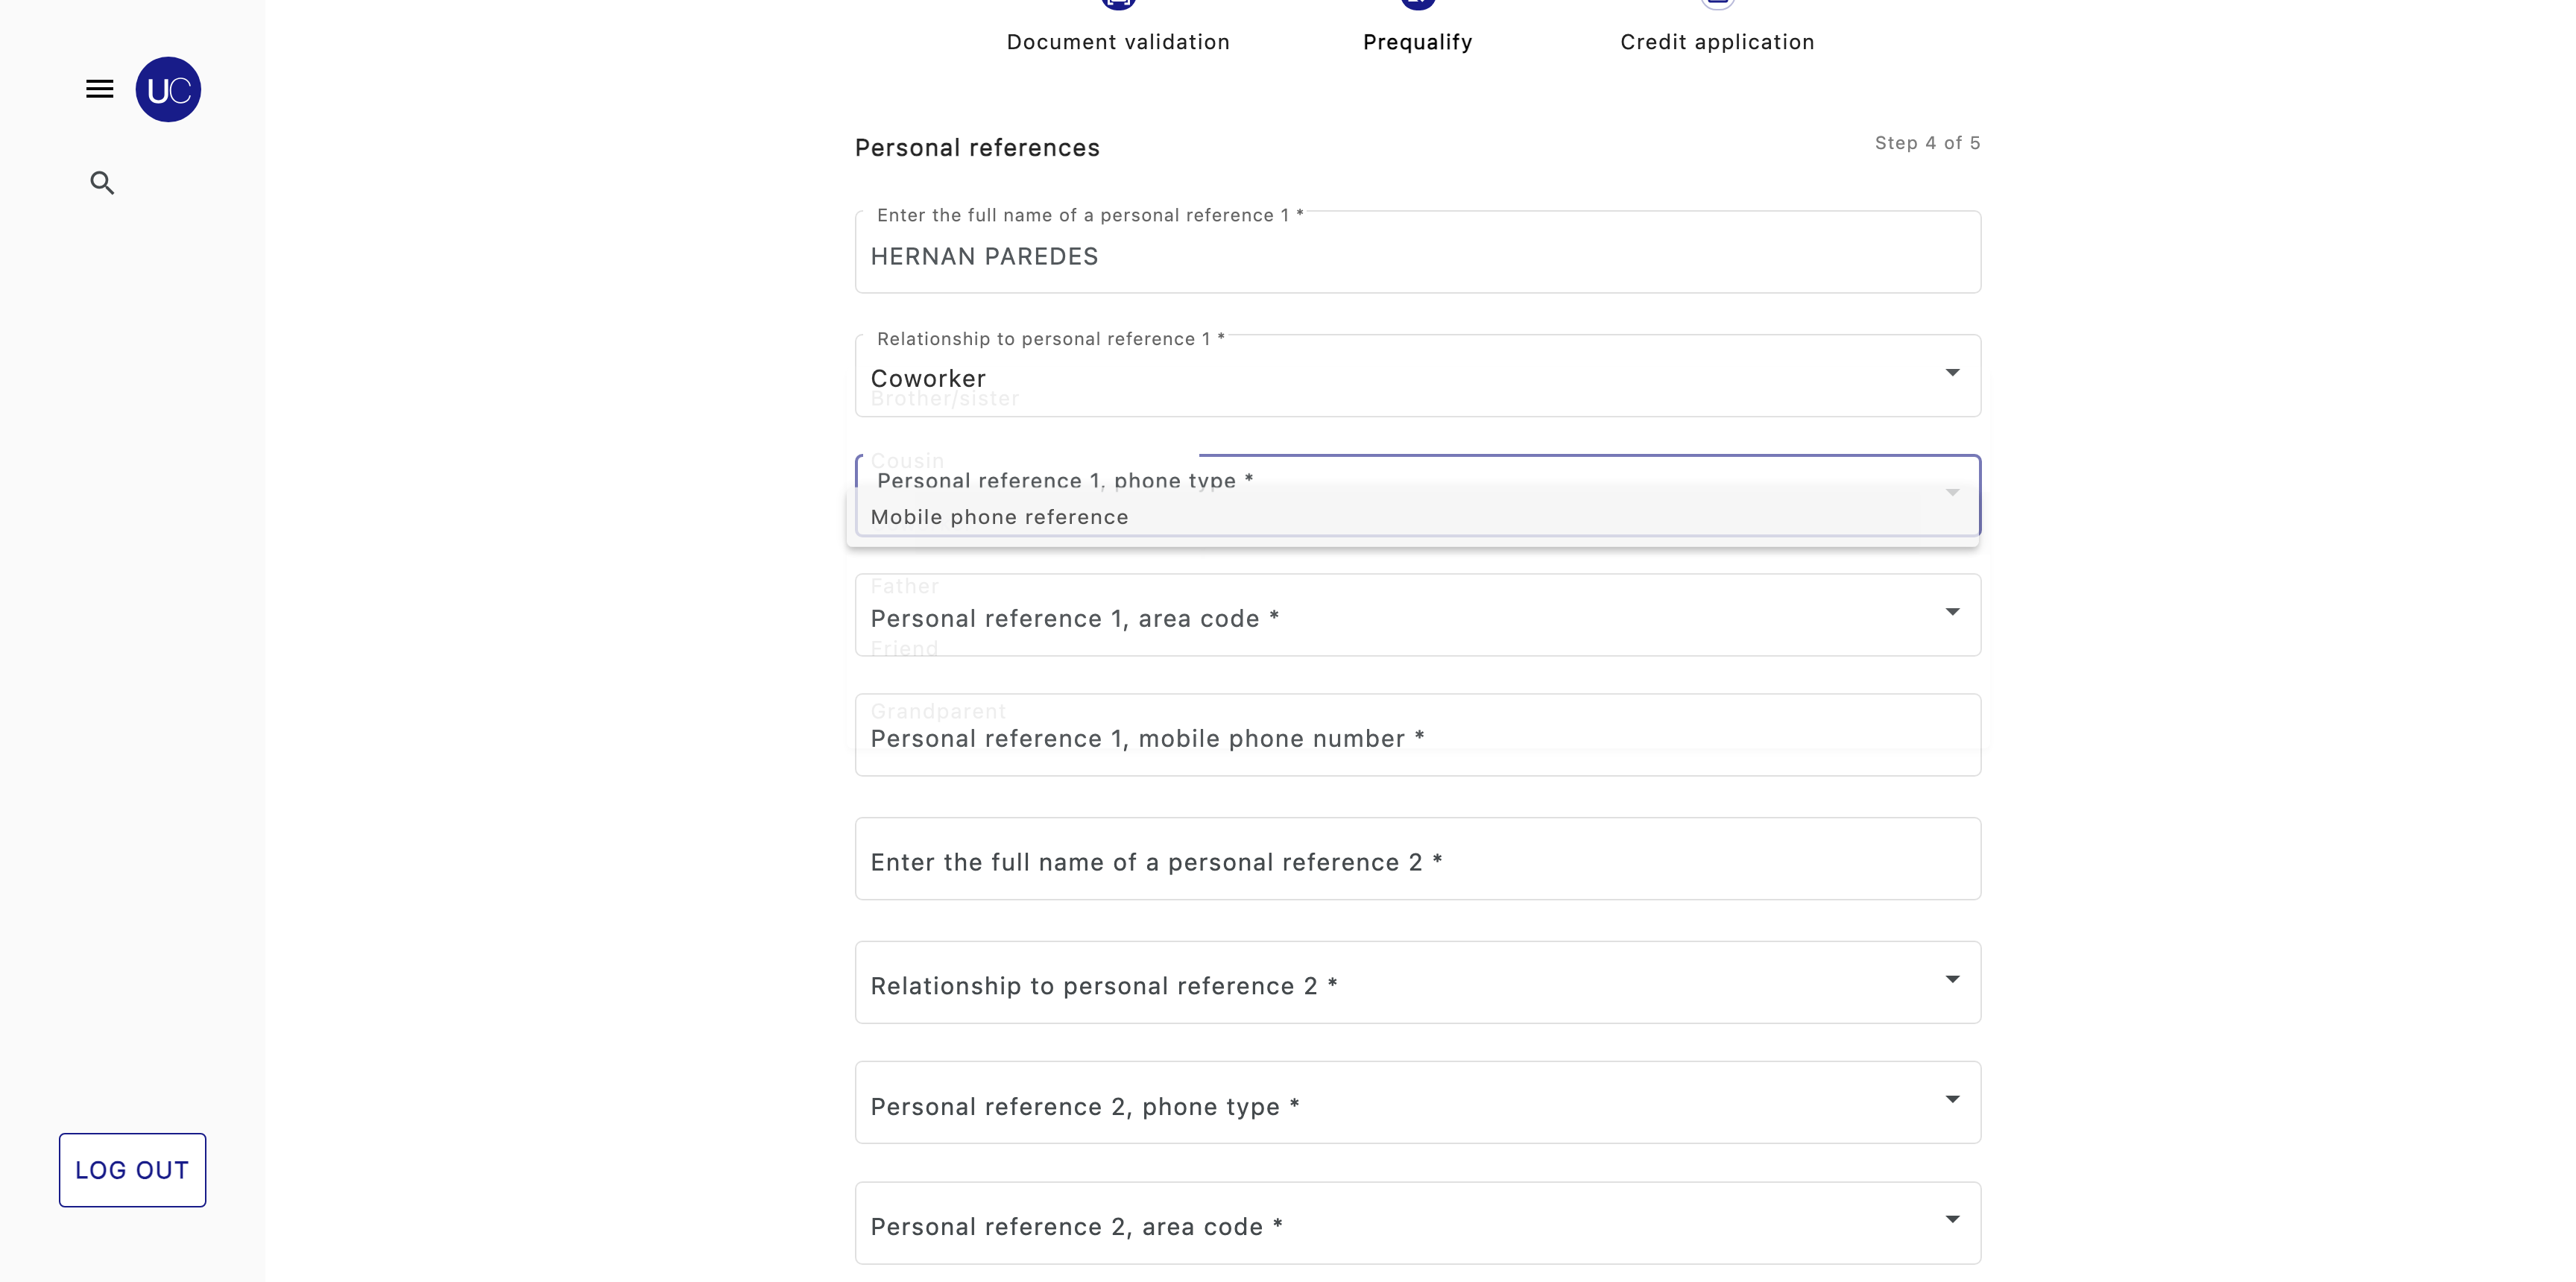 Document validation
Prequalify
Credit application
UC
Personal references
Step 4 of 5
Enter the full name of a personal reference 1 *
HERNAN PAREDES
Relationship to personal reference 1 *
Coworker
Brother/sister
Cousin
Personal reference 1, phone type *
Mobile phone reference
Father
Personal reference 1, area code *
Friend
Grandparent
Personal reference 1, mobile phone number *
Enter the full name of a personal reference 2 *
Relationship to personal reference 2 *
Personal reference 2, phone type *
LOG OUT
Personal reference 2, area code *